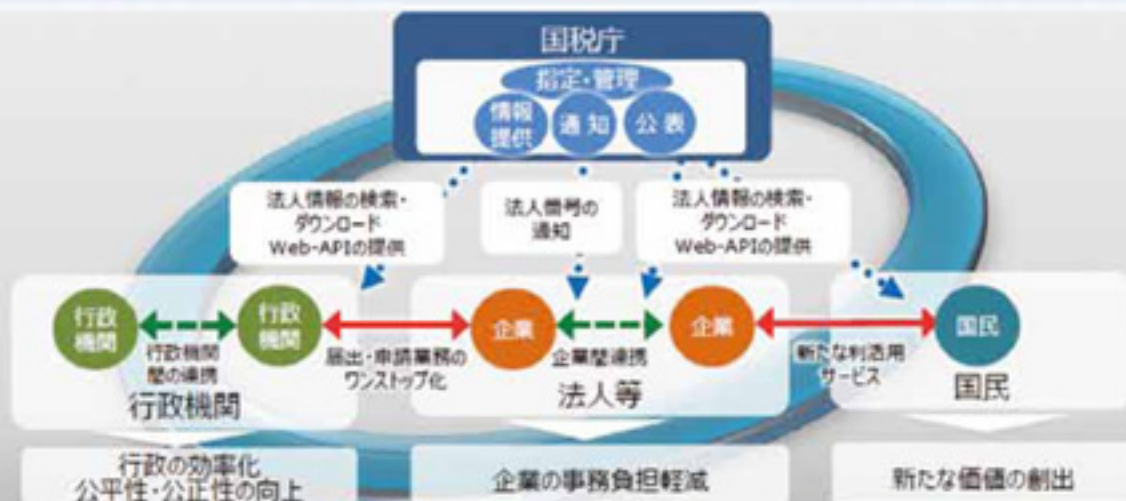 国税庁
指定・管理
情報
提供
通知
公表
法人情報の検索・
ダウンロード
Web-APIの提供
法人番号の
通知
法人情報の検索・
ダウンロード
Web-APIの提供
行政
機関
行政
機関
企業
企業
国民
行政機関
間の連携
届出・申請業務の
ワンストップ化
企業間連携
新たな利活用
サービス
行政機関
法人等
国民
行政の効率化
公平性・公正性の向上
企業の事務負担軽減
新たな価値の創出